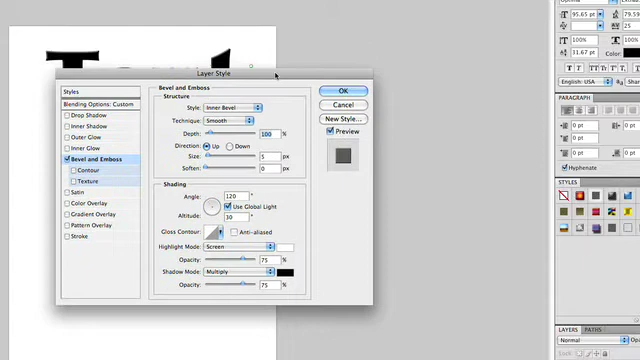 Layer Style
Styles
Blending Options: Custom
Drop Shadow
Inner Shadow
Outer Glow
Inner Glow
Bevel and Emboss
Contour
Texture
Satin
Color Overlay
Gradient Overlay
Pattern Overlay
Stroke
Bevel and Emboss
Structure
Style: Inner Bevel
Technique: Smooth
Depth: 100 %
Direction: Up Down
Size: 5 px
Soften: 0 px
Shading
Angle: 120 °
Use Global Light
Altitude: 30 °
Gloss Contour: Anti-aliased
Highlight Mode: Screen
Opacity: 75 %
Shadow Mode: Multiply
Opacity: 75 %
OK
Cancel
New Style...
Preview
95.65 pt
100% 100%
31.67 pt Color:
English: USA
PARAGRAPH
0 pt 0 pt
0 pt
0 pt 0 pt
Hyphenate
STYLES
LAYERS PATHS
Normal
Lock: